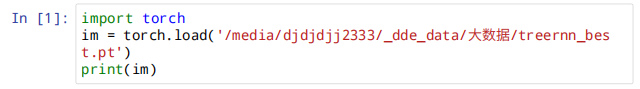 In [1]: import torch
im = torch.load('/media/djdjdjj2333/_dde_data/大数据/treernn_bes
t.pt')
print(im)